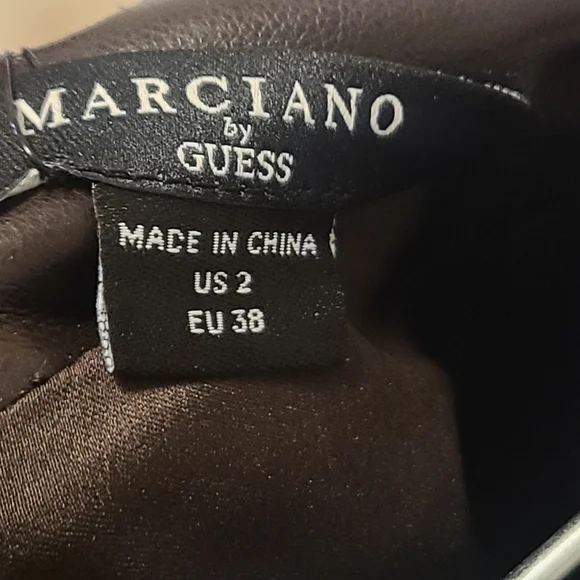 MARCIANO
by
GUESS
MADE IN CHINA
US 2
EU 38